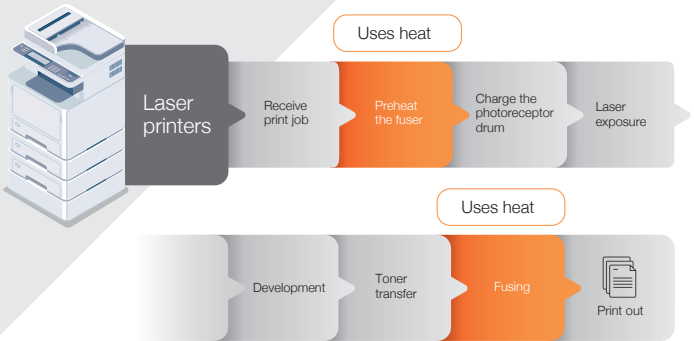 Uses heat
Laser
printers
Receive
print job
Preheat
the fuser
Charge the
photoreceptor
drum
Laser
exposure
Uses heat
Development
Toner
transfer
Fusing
Print out